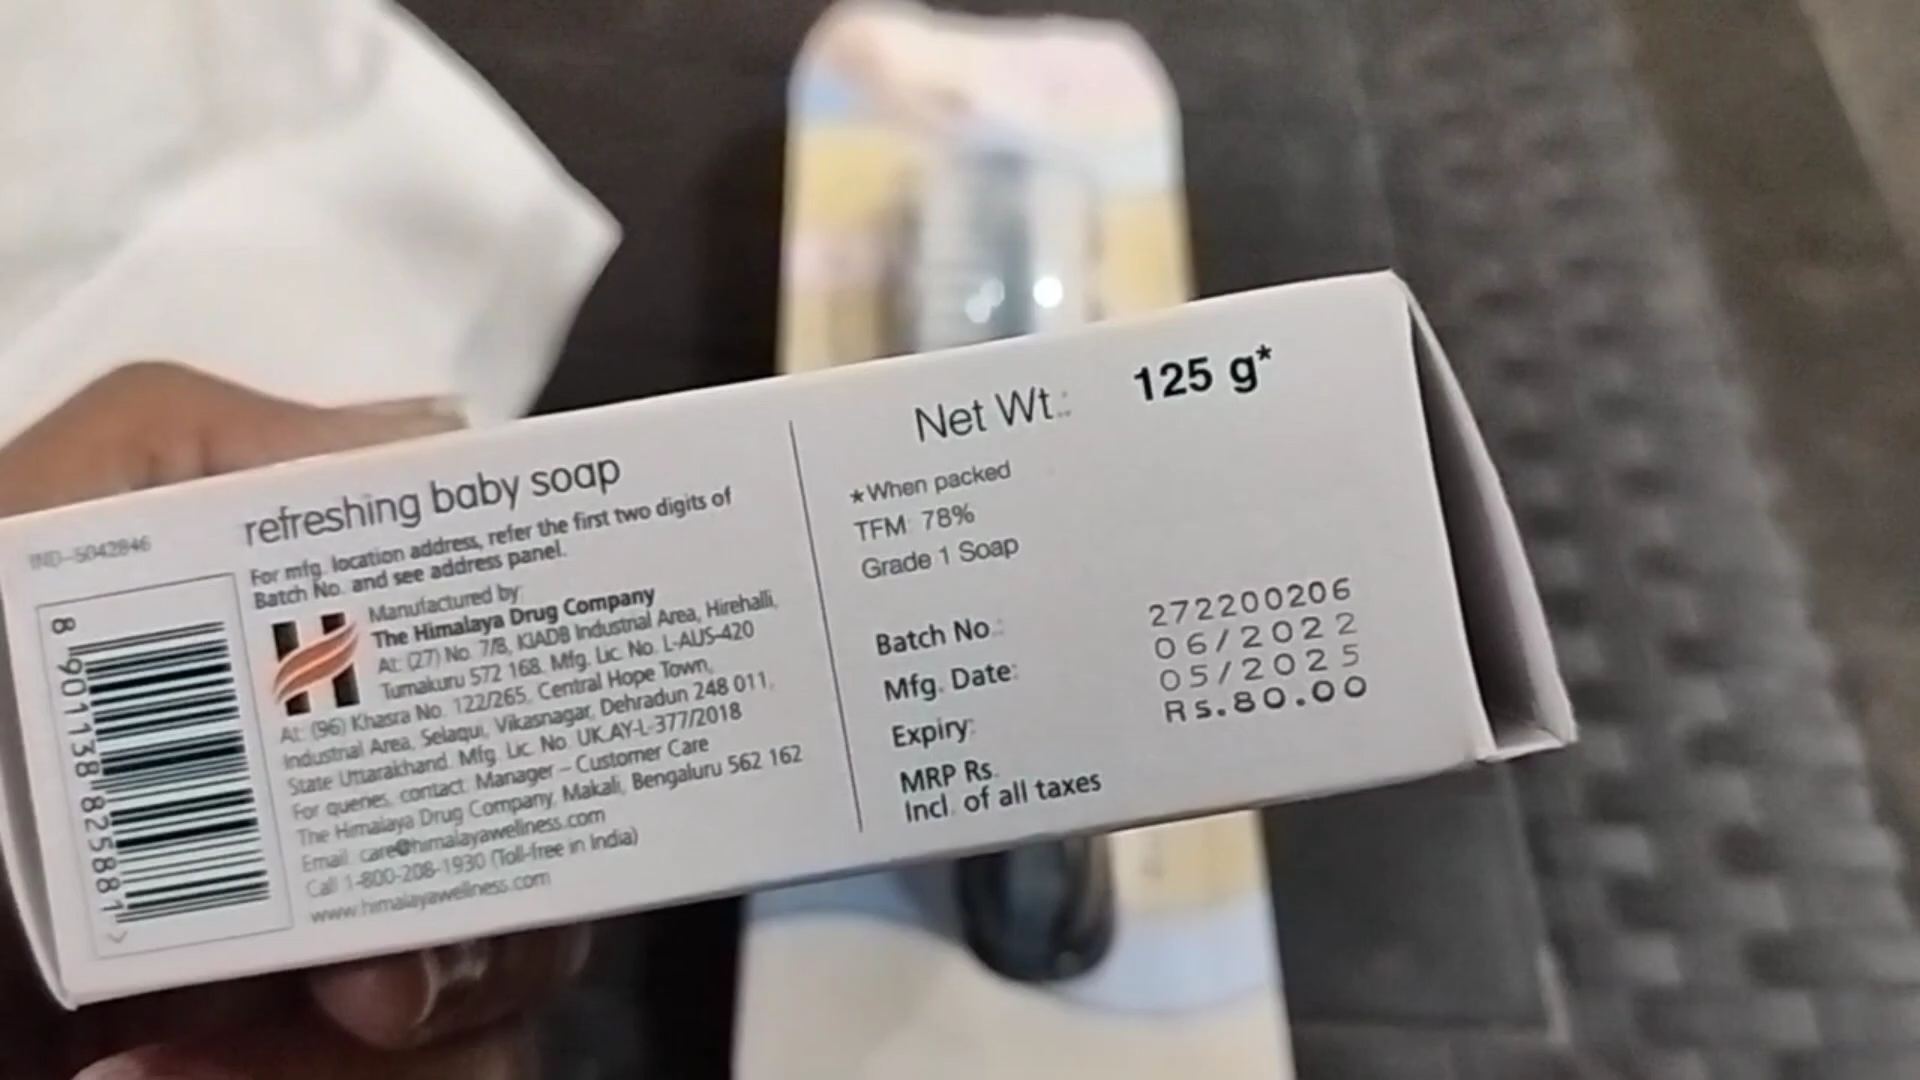 IND-5042846
refreshing baby soap
For mfg. location address, refer the first two digits of
Batch No. and see address panel.
Manufactured by:
The Himalaya Drug Company
At: (27) No. 7/8, KIADB Industrial Area, Hirehalli,
Tumakuru 572 168. Mfg. Lic. No. L-AUS-420
At: (96) Khasra No. 122/265, Central Hope Town,
Industrial Area, Selaqui, Vikasnagar, Dehradun 248 011,
State Uttarakhand. Mfg. Lic. No. UK.AY-L-377/2018
For queries, contact: Manager – Customer Care
The Himalaya Drug Company, Makali, Bengaluru 562 162
Email: care@himalayawellness.com
Call 1-800-208-1930 (Toll-free in India)
www.himalayawellness.com
8 901138 825881
Net Wt.: 125 g*
*When packed
TFM: 78%
Grade 1 Soap
Batch No.: 272200206
Mfg. Date: 06/2022
Expiry: 05/2025
MRP Rs. Rs.80.00
Incl. of all taxes